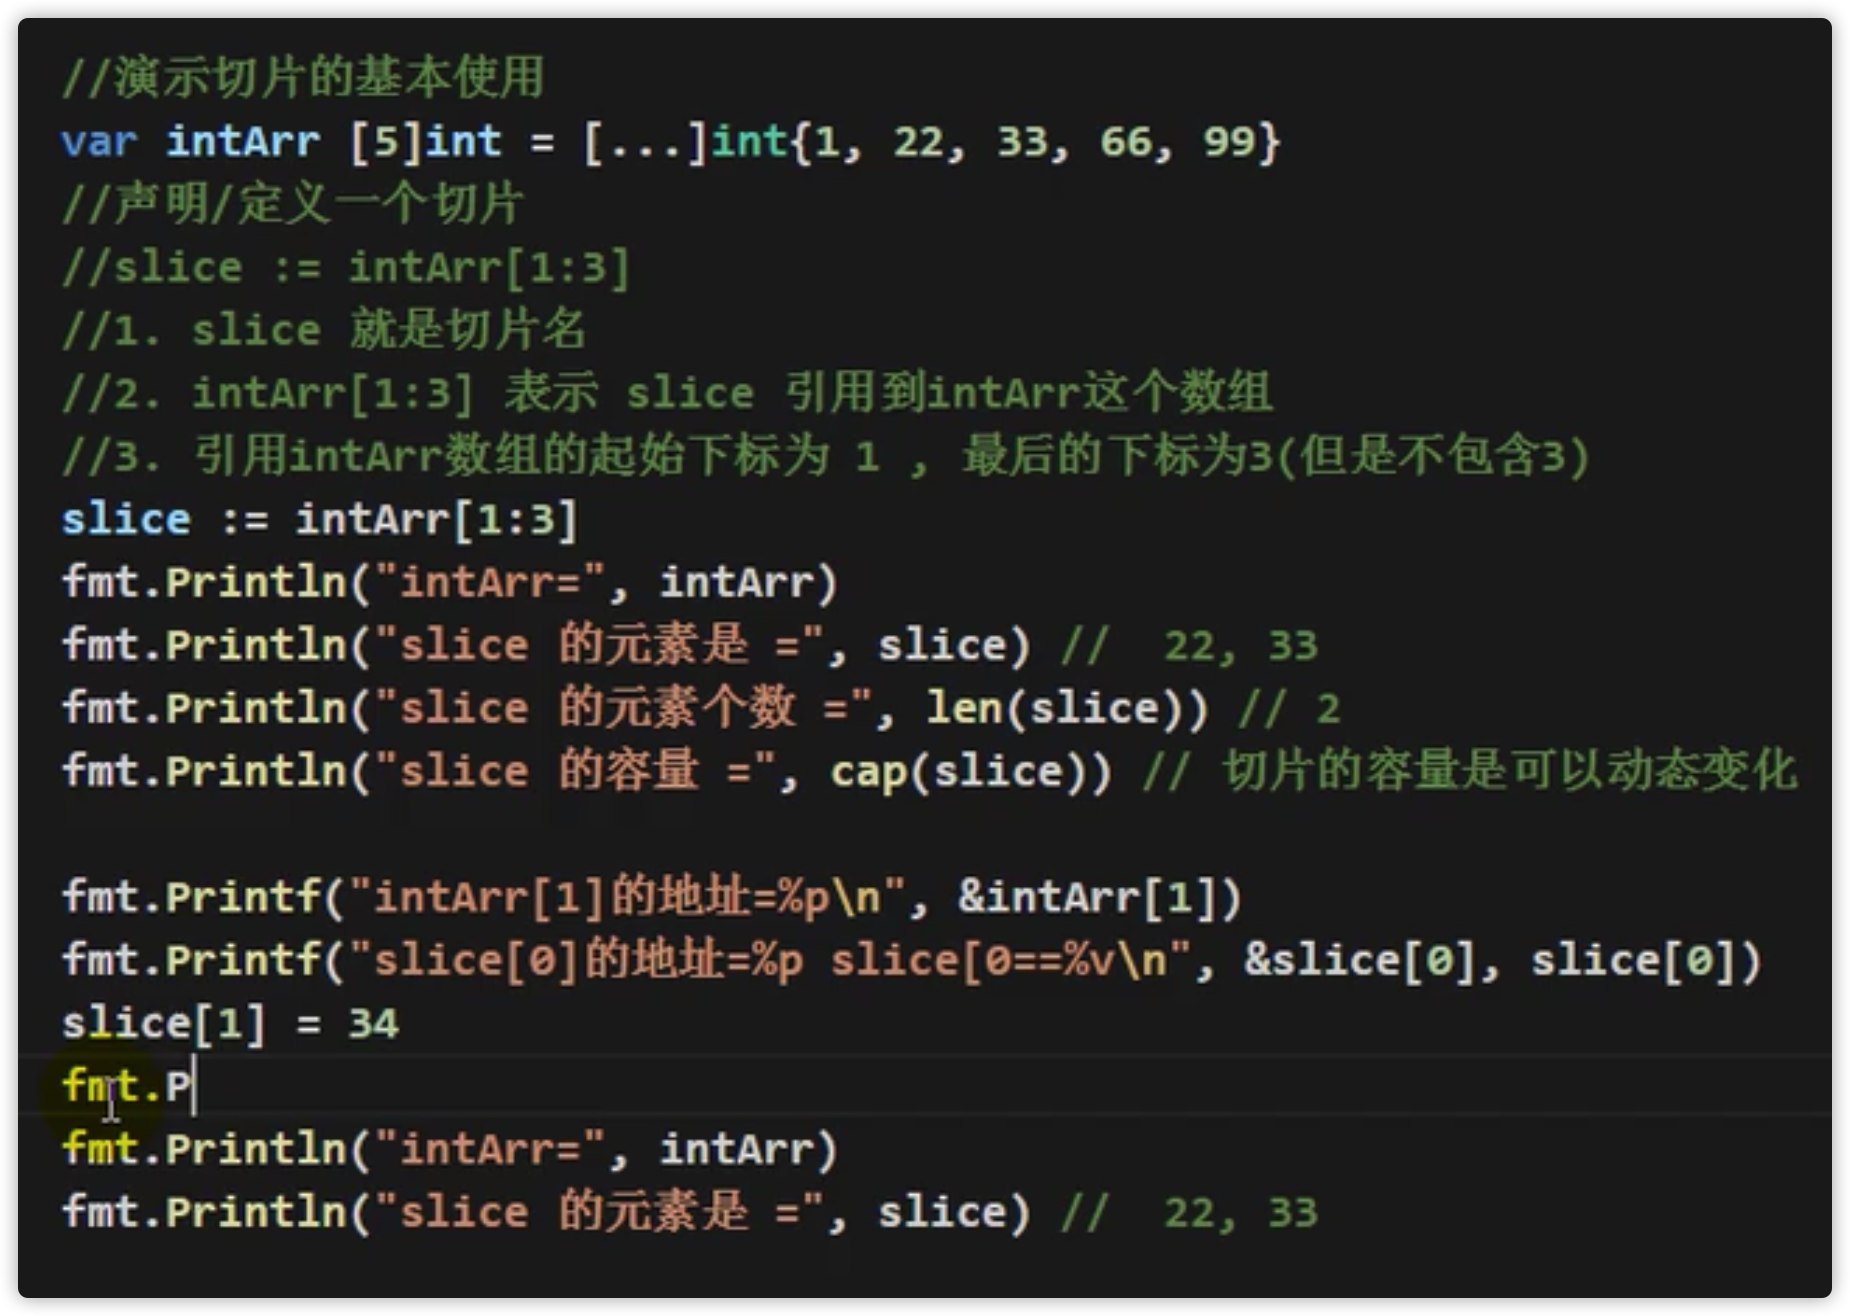 //演示切片的基本使用
var intArr [5]int = [...]int{1, 22, 33, 66, 99}
//声明/定义一个切片
//slice := intArr[1:3]
//1. slice 就是切片名
//2. intArr[1:3] 表示 slice 引用到intArr这个数组
//3. 引用intArr数组的起始下标为 1 , 最后的下标为3(但是不包含3)
slice := intArr[1:3]
fmt.Println("intArr=", intArr)
fmt.Println("slice 的元素是 =", slice) //  22, 33
fmt.Println("slice 的元素个数 =", len(slice)) // 2
fmt.Println("slice 的容量 =", cap(slice)) // 切片的容量是可以动态变化
fmt.Printf("intArr[1]的地址=%p\n", &intArr[1])
fmt.Printf("slice[0]的地址=%p slice[0==%v\n", &slice[0], slice[0])
slice[1] = 34
fmt.P
fmt.Println("intArr=", intArr)
fmt.Println("slice 的元素是 =", slice) //  22, 33